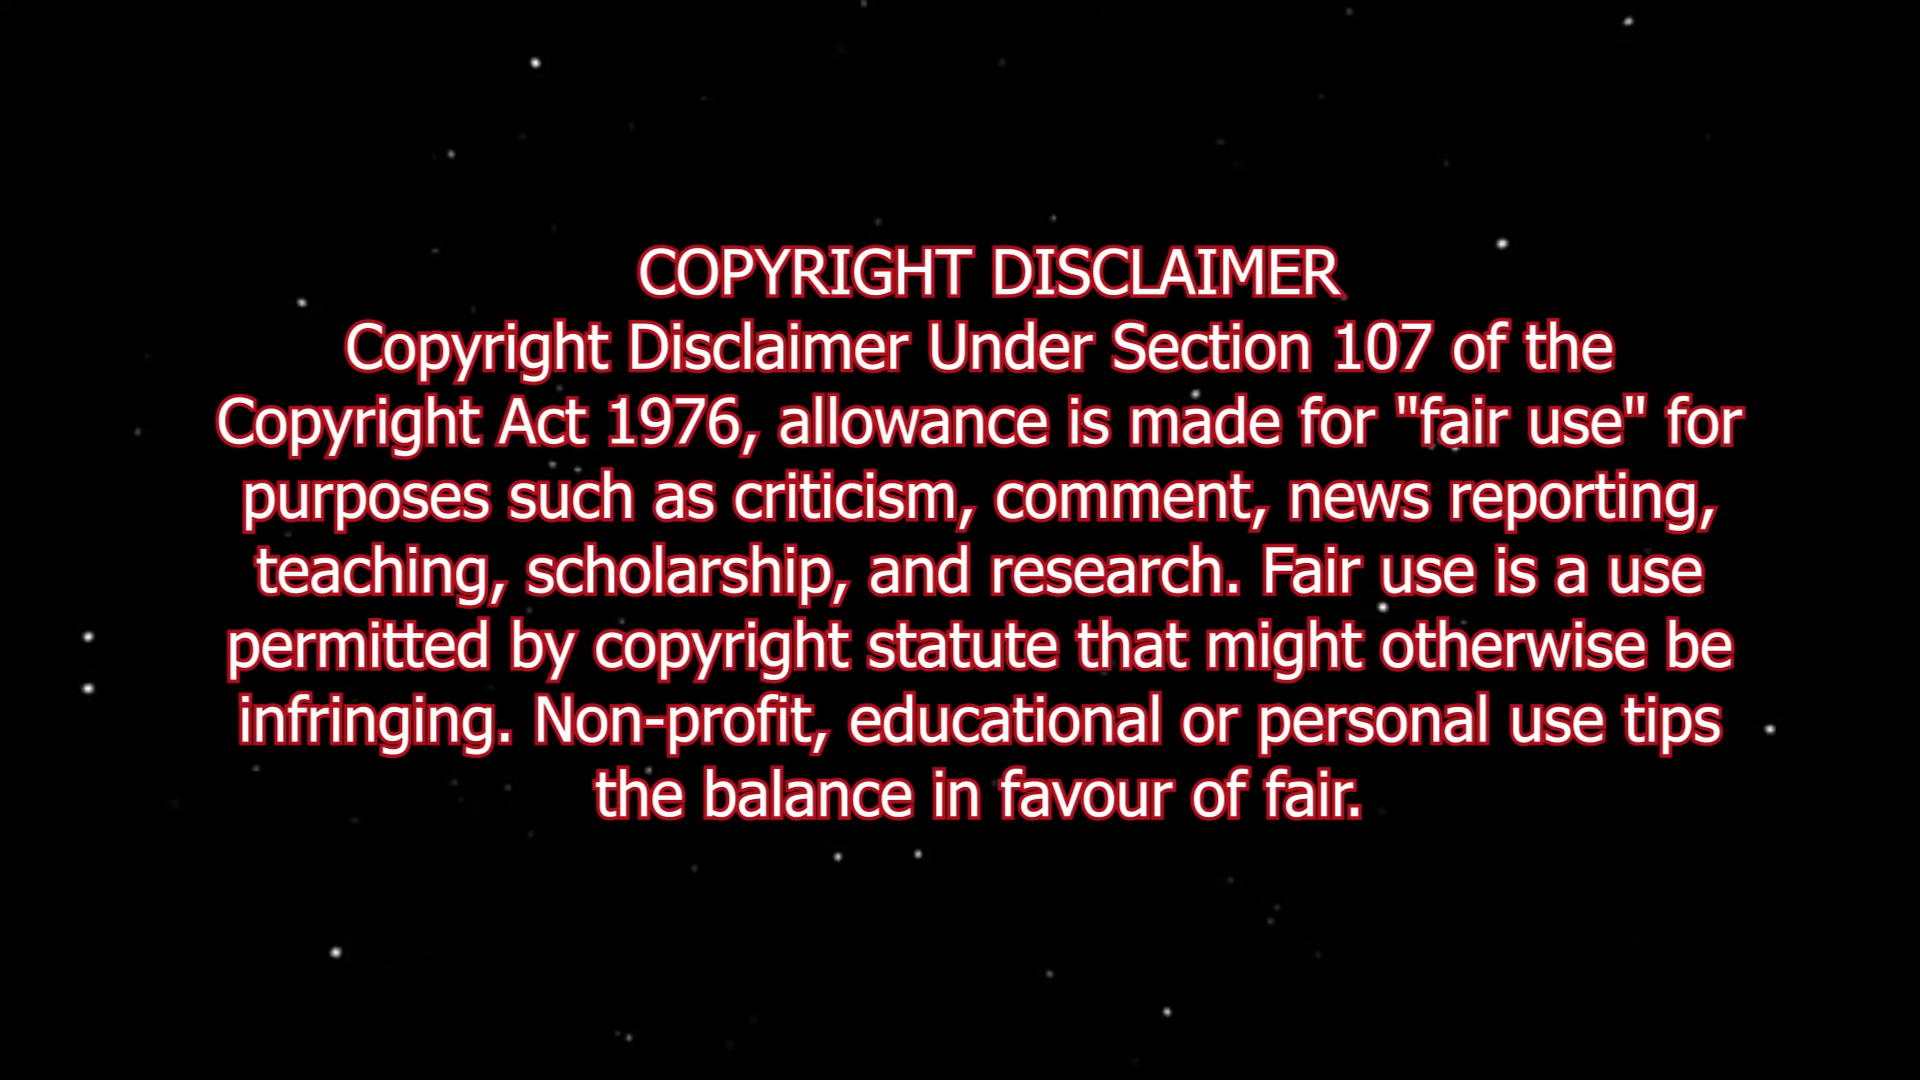 COPYRIGHT DISCLAIMER
Copyright Disclaimer Under Section 107 of the
Copyright Act 1976, allowance is made for "fair use" for
purposes such as criticism, comment, news reporting,
teaching, scholarship, and research. Fair use is a use
permitted by copyright statute that might otherwise be
infringing. Non-profit, educational or personal use tips
the balance in favour of fair.